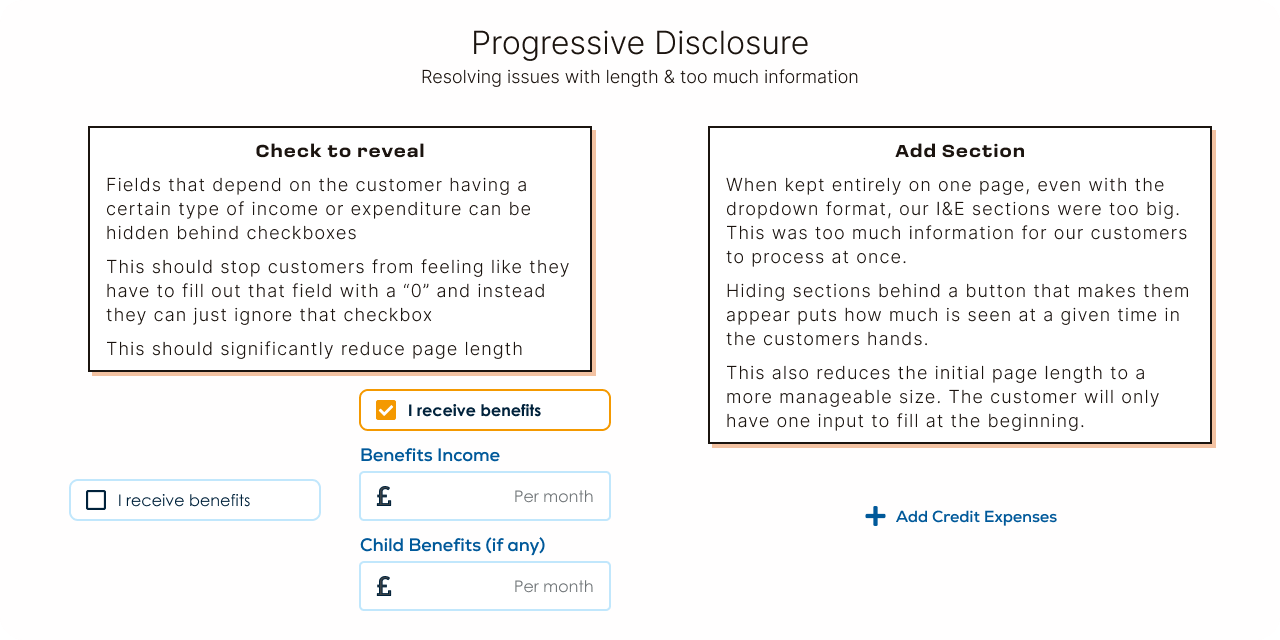 Progressive Disclosure
Resolving issues with length & too much information
Check to reveal
Fields that depend on the customer having a
certain type of income or expenditure can be
hidden behind checkboxes
This should stop customers from feeling like they
have to fill out that field with a “0” and instead
they can just ignore that checkbox
This should significantly reduce page length
I receive benefits
I receive benefits
Benefits Income
£ Per month
Child Benefits (if any)
£ Per month
Add Section
When kept entirely on one page, even with the
dropdown format, our I&E sections were too big.
This was too much information for our customers
to process at once.
Hiding sections behind a button that makes them
appear puts how much is seen at a given time in
the customers hands.
This also reduces the initial page length to a
more manageable size. The customer will only
have one input to fill at the beginning.
Add Credit Expenses